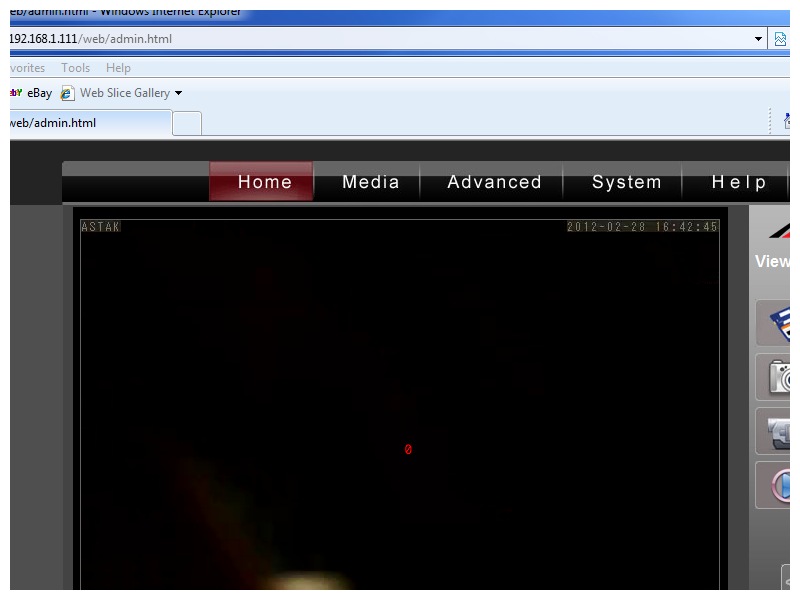 eb/admin.html - Windows Internet Explorer
192.168.1.111/web/admin.html
vorites Tools Help
eBay Web Slice Gallery
web/admin.html
Home Media Advanced System Help
ASTAK 2012-02-28 16:42:45
View
0